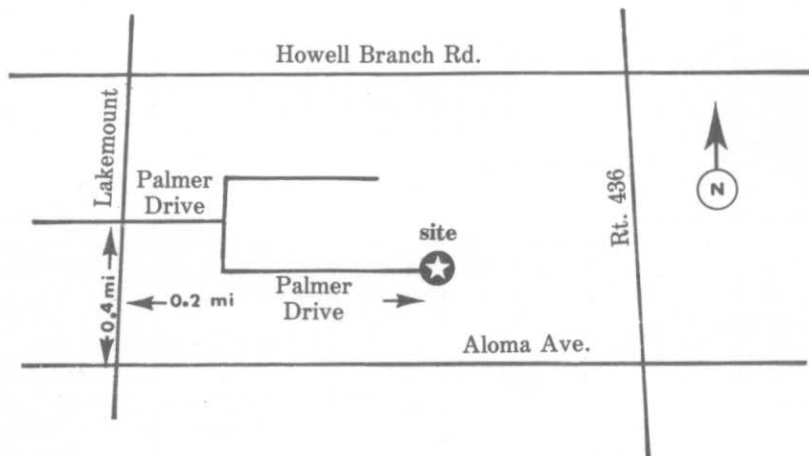 Howell Branch Rd.
Lakemount
Palmer
Drive
Rt. 436
N
site
0.4 mi
0.2 mi
Palmer
Drive
Aloma Ave.